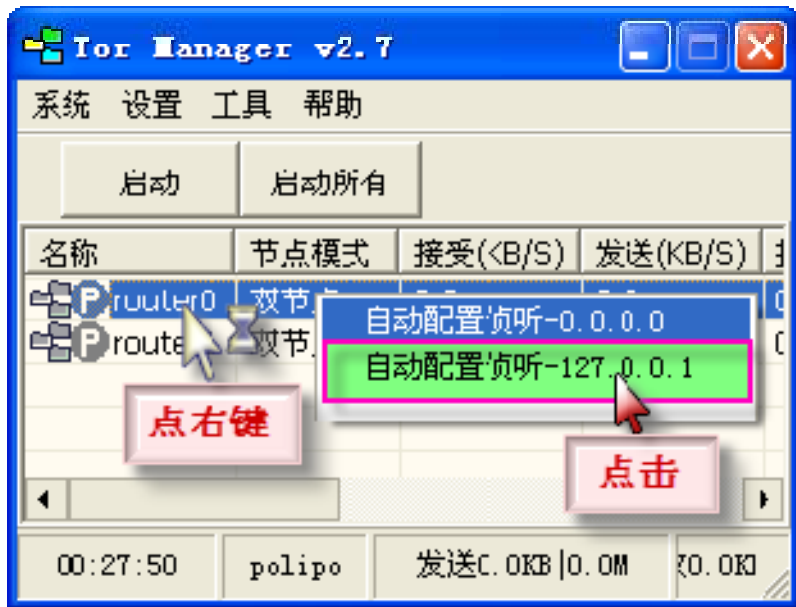 Tor Manager v2.7
系统 设置 工具 帮助
启动 启动所有
名称 节点模式 接受(<B/S) 发送(KB/S)
router0 双节
自动配置侦听-0.0.0.0
route 双节
自动配置侦听-127.0.0.1
点右键
点击
00:27:50 polipo 发送C.0KB|0.0M